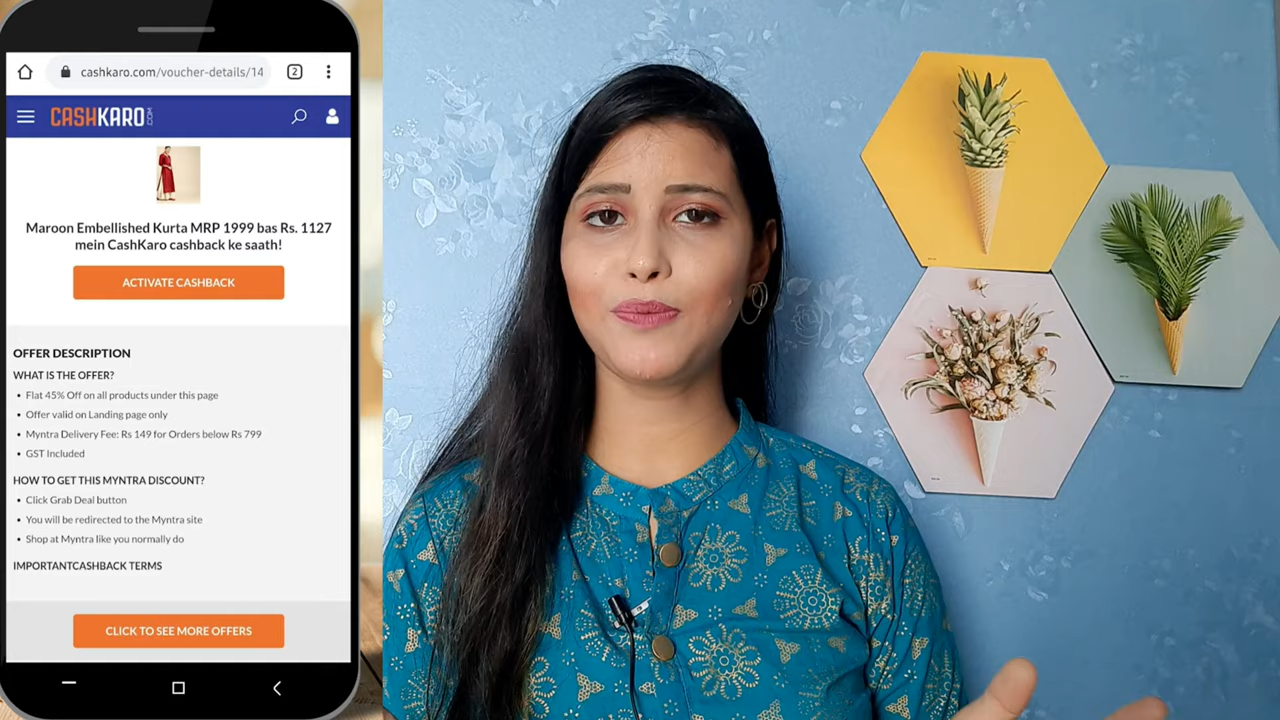 cashkaro.com/voucher-details/14
2
CASHKARO.COM
Maroon Embellished Kurta MRP 1999 bas Rs. 1127
mein CashKaro cashback ke saath!
ACTIVATE CASHBACK
OFFER DESCRIPTION
WHAT IS THE OFFER?
• Flat 45% Off on all products under this page
• Offer valid on Landing page only
• Myntra Delivery Fee: Rs 149 for Orders below Rs 799
• GST Included
HOW TO GET THIS MYNTRA DISCOUNT?
• Click Grab Deal button
• You will be redirected to the Myntra site
• Shop at Myntra like you normally do
IMPORTANTCASHBACK TERMS
CLICK TO SEE MORE OFFERS